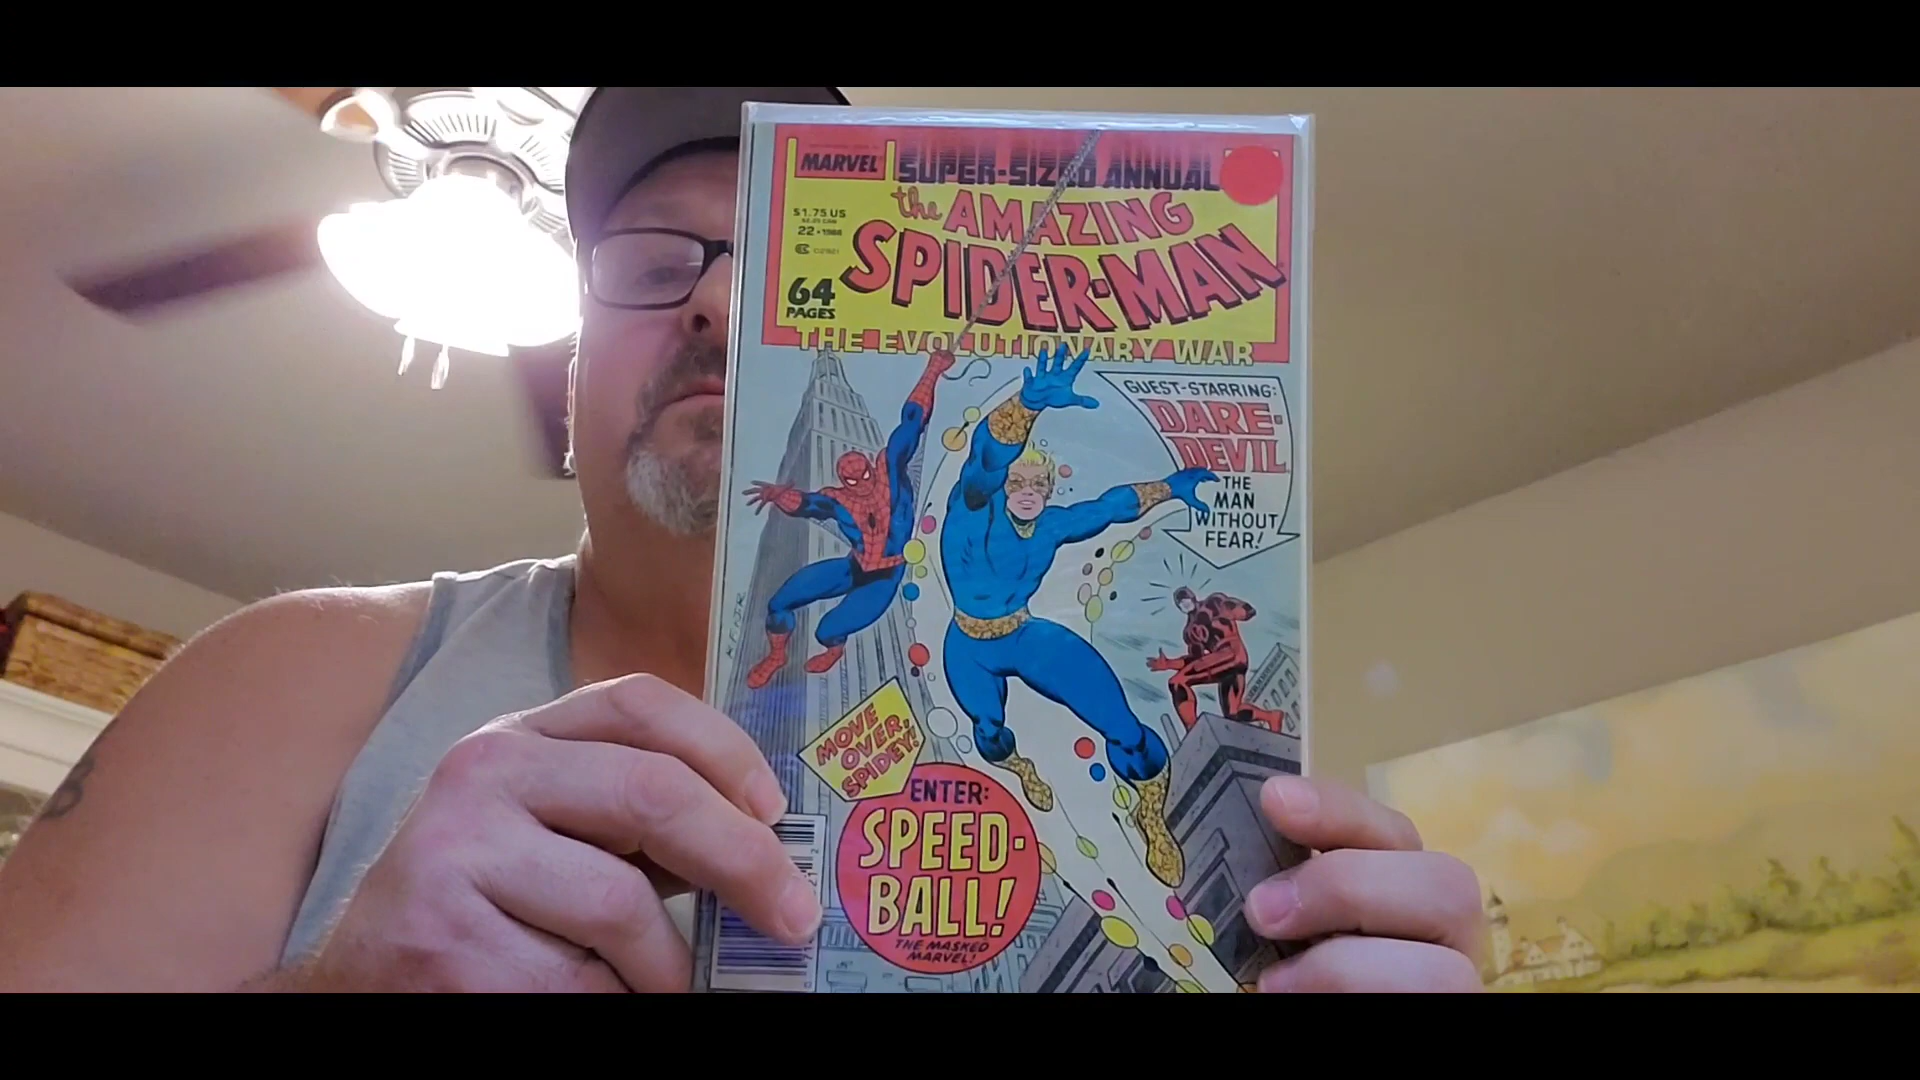 MARVEL
SUPER-SIZED ANNUAL
the AMAZING
SPIDER-MAN
$1.75 US
22 • 1988
64
PAGES
THE EVOLUTIONARY WAR
GUEST-STARRING:
DARE-
DEVIL
THE
MAN
WITHOUT
FEAR!
MOVE
OVER,
SPIDEY!
ENTER:
SPEED-
BALL!
THE MASKED
MARVEL!